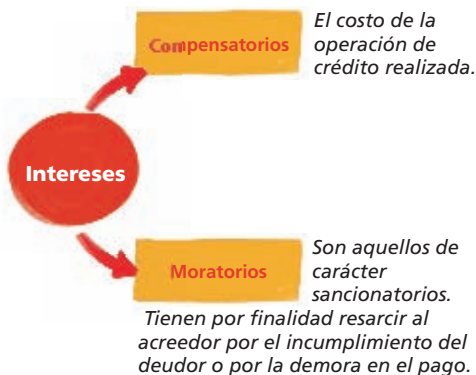 Compensatorios
El costo de la
operación de
crédito realizada.
Intereses
Moratorios
Son aquellos de
carácter
sancionatorios.
Tienen por finalidad resarcir al
acreedor por el incumplimiento del
deudor o por la demora en el pago.